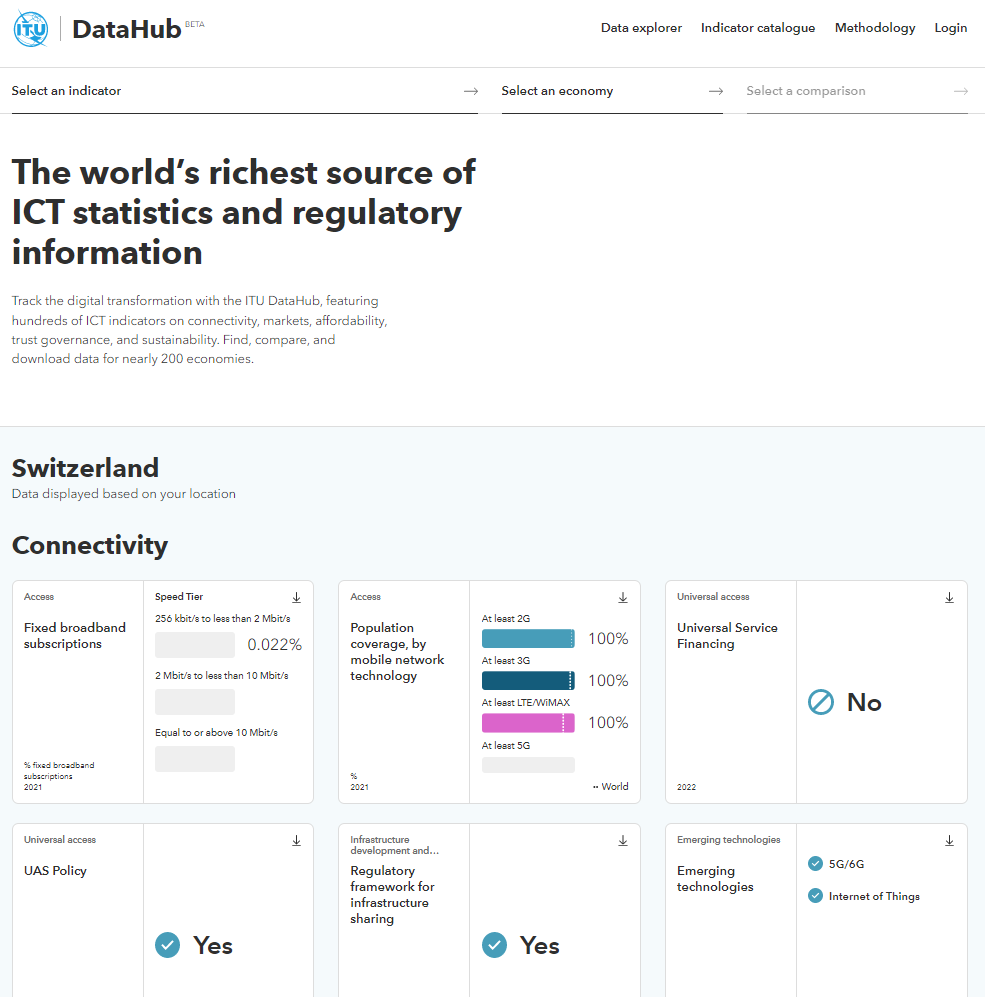 ITU
DataHub BETA
Data explorer
Indicator catalogue
Methodology
Login
Select an indicator
Select an economy
Select a comparison
The world’s richest source of
ICT statistics and regulatory
information
Track the digital transformation with the ITU DataHub, featuring
hundreds of ICT indicators on connectivity, markets, affordability,
trust governance, and sustainability. Find, compare, and
download data for nearly 200 economies.
Switzerland
Data displayed based on your location
Connectivity
Access
Fixed broadband
subscriptions
% fixed broadband
subscriptions
2021
Speed Tier
256 kbit/s to less than 2 Mbit/s
0.022%
2 Mbit/s to less than 10 Mbit/s
Equal to or above 10 Mbit/s
Access
Population
coverage, by
mobile network
technology
%
2021
At least 2G
100%
At least 3G
100%
At least LTE/WiMAX
100%
At least 5G
World
Universal access
Universal Service
Financing
2022
No
Universal access
UAS Policy
Yes
Infrastructure
development and...
Regulatory
framework for
infrastructure
sharing
Yes
Emerging technologies
Emerging
technologies
5G/6G
Internet of Things